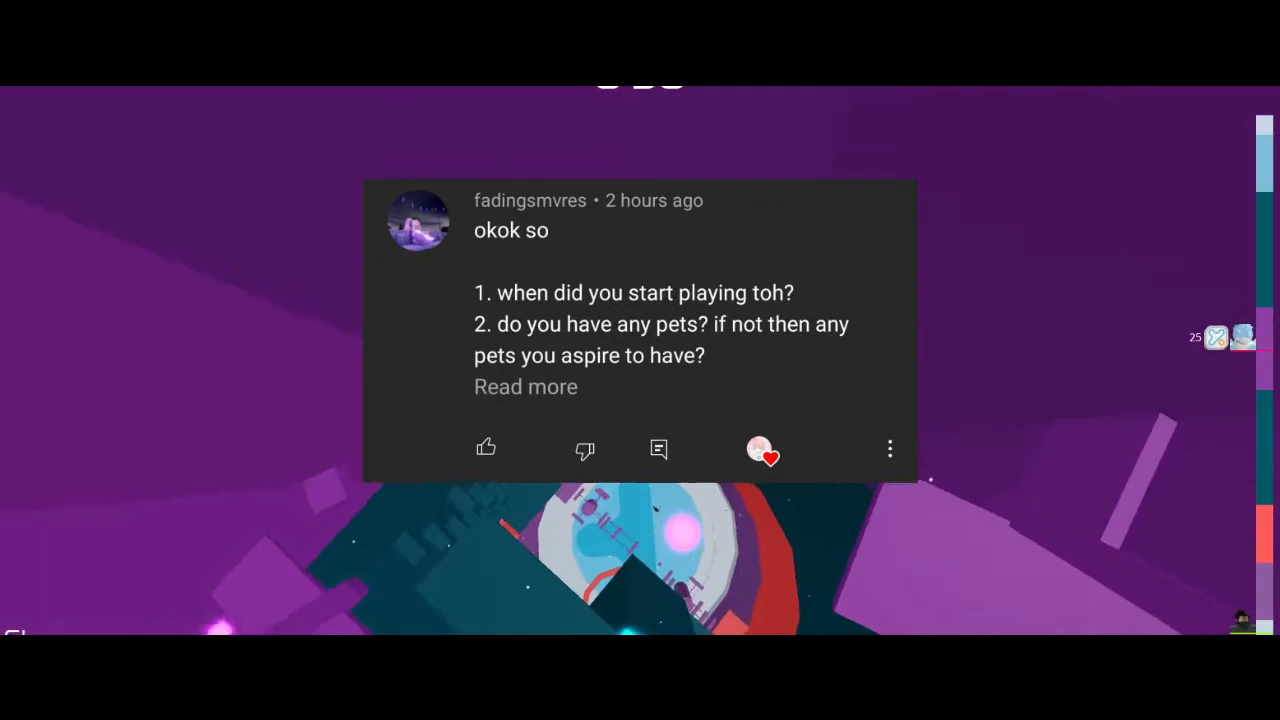 fadingsmvres • 2 hours ago
okok so
1. when did you start playing toh?
2. do you have any pets? if not then any
pets you aspire to have?
Read more
25